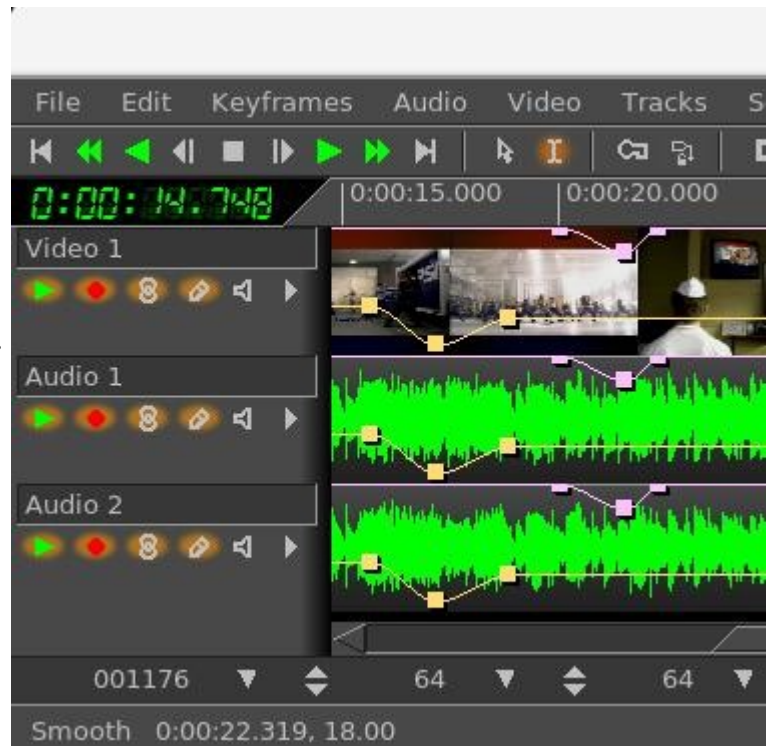 File Edit Keyframes Audio Video Tracks S
0:00:14.748
0:00:15.000 0:00:20.000
Video 1
Audio 1
Audio 2
001176 64 64
Smooth 0:00:22.319, 18.00